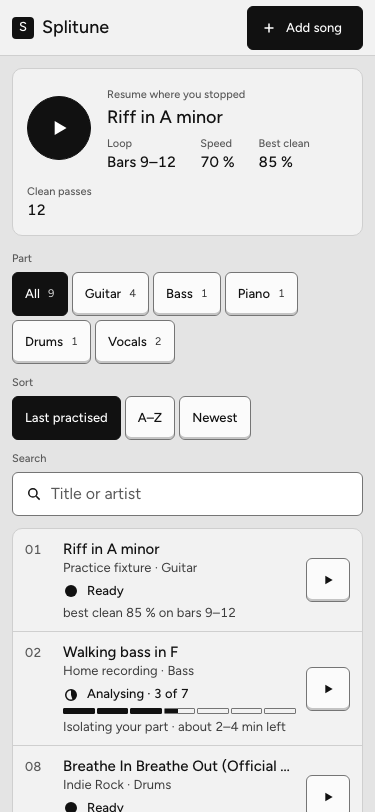 S Splitune
+ Add song
Resume where you stopped
Riff in A minor
Loop Speed Best clean
Bars 9–12 70 % 85 %
Clean passes
12
Part
All 9 Guitar 4 Bass 1 Piano 1
Drums 1 Vocals 2
Sort
Last practised A–Z Newest
Search
Title or artist
01 Riff in A minor
Practice fixture · Guitar
Ready
best clean 85 % on bars 9–12
02 Walking bass in F
Home recording · Bass
Analysing · 3 of 7
Isolating your part · about 2–4 min left
08 Breathe In Breathe Out (Official ...
Indie Rock · Drums
Ready